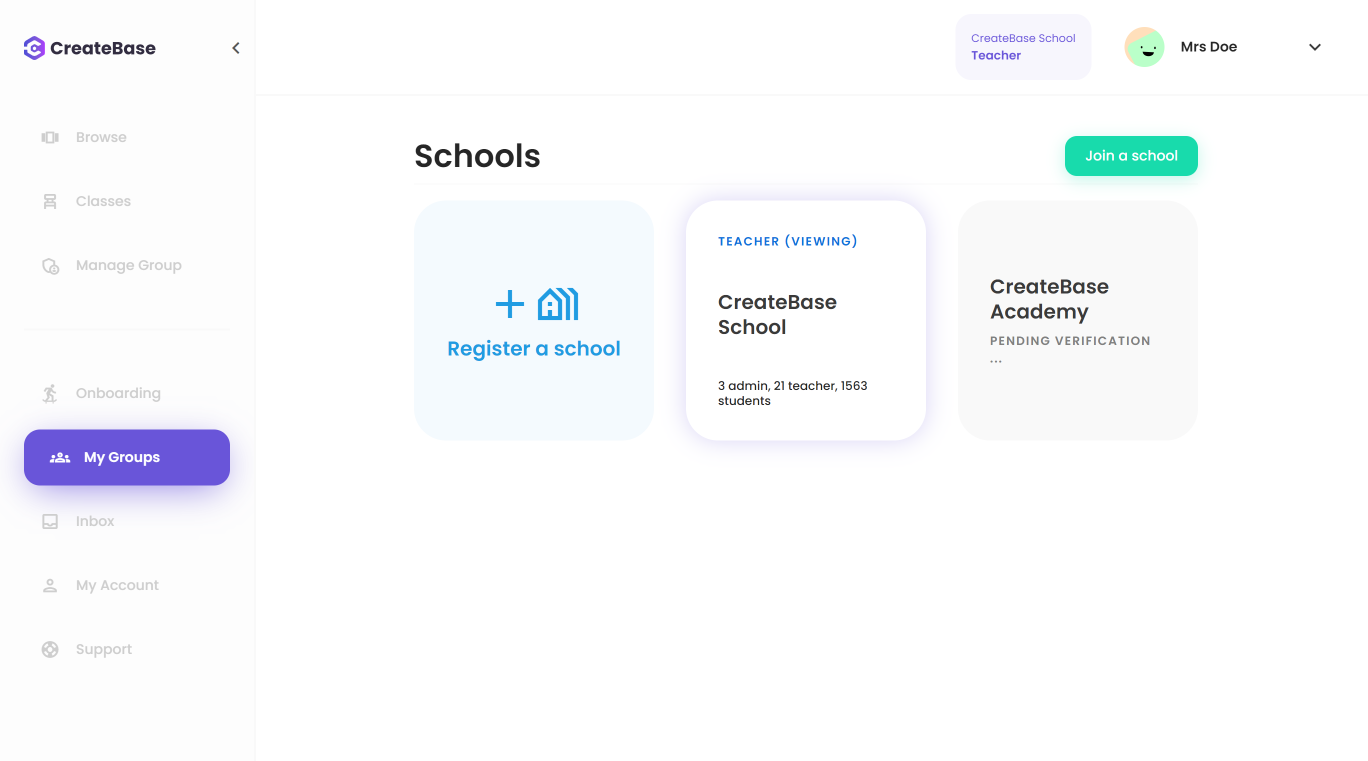 CreateBase
CreateBase School
Teacher
Mrs Doe
Browse
Classes
Manage Group
Onboarding
My Groups
Inbox
My Account
Support
Schools
Join a school
Register a school
TEACHER (VIEWING)
CreateBase
School
3 admin, 21 teacher, 1563
students
CreateBase
Academy
PENDING VERIFICATION
...